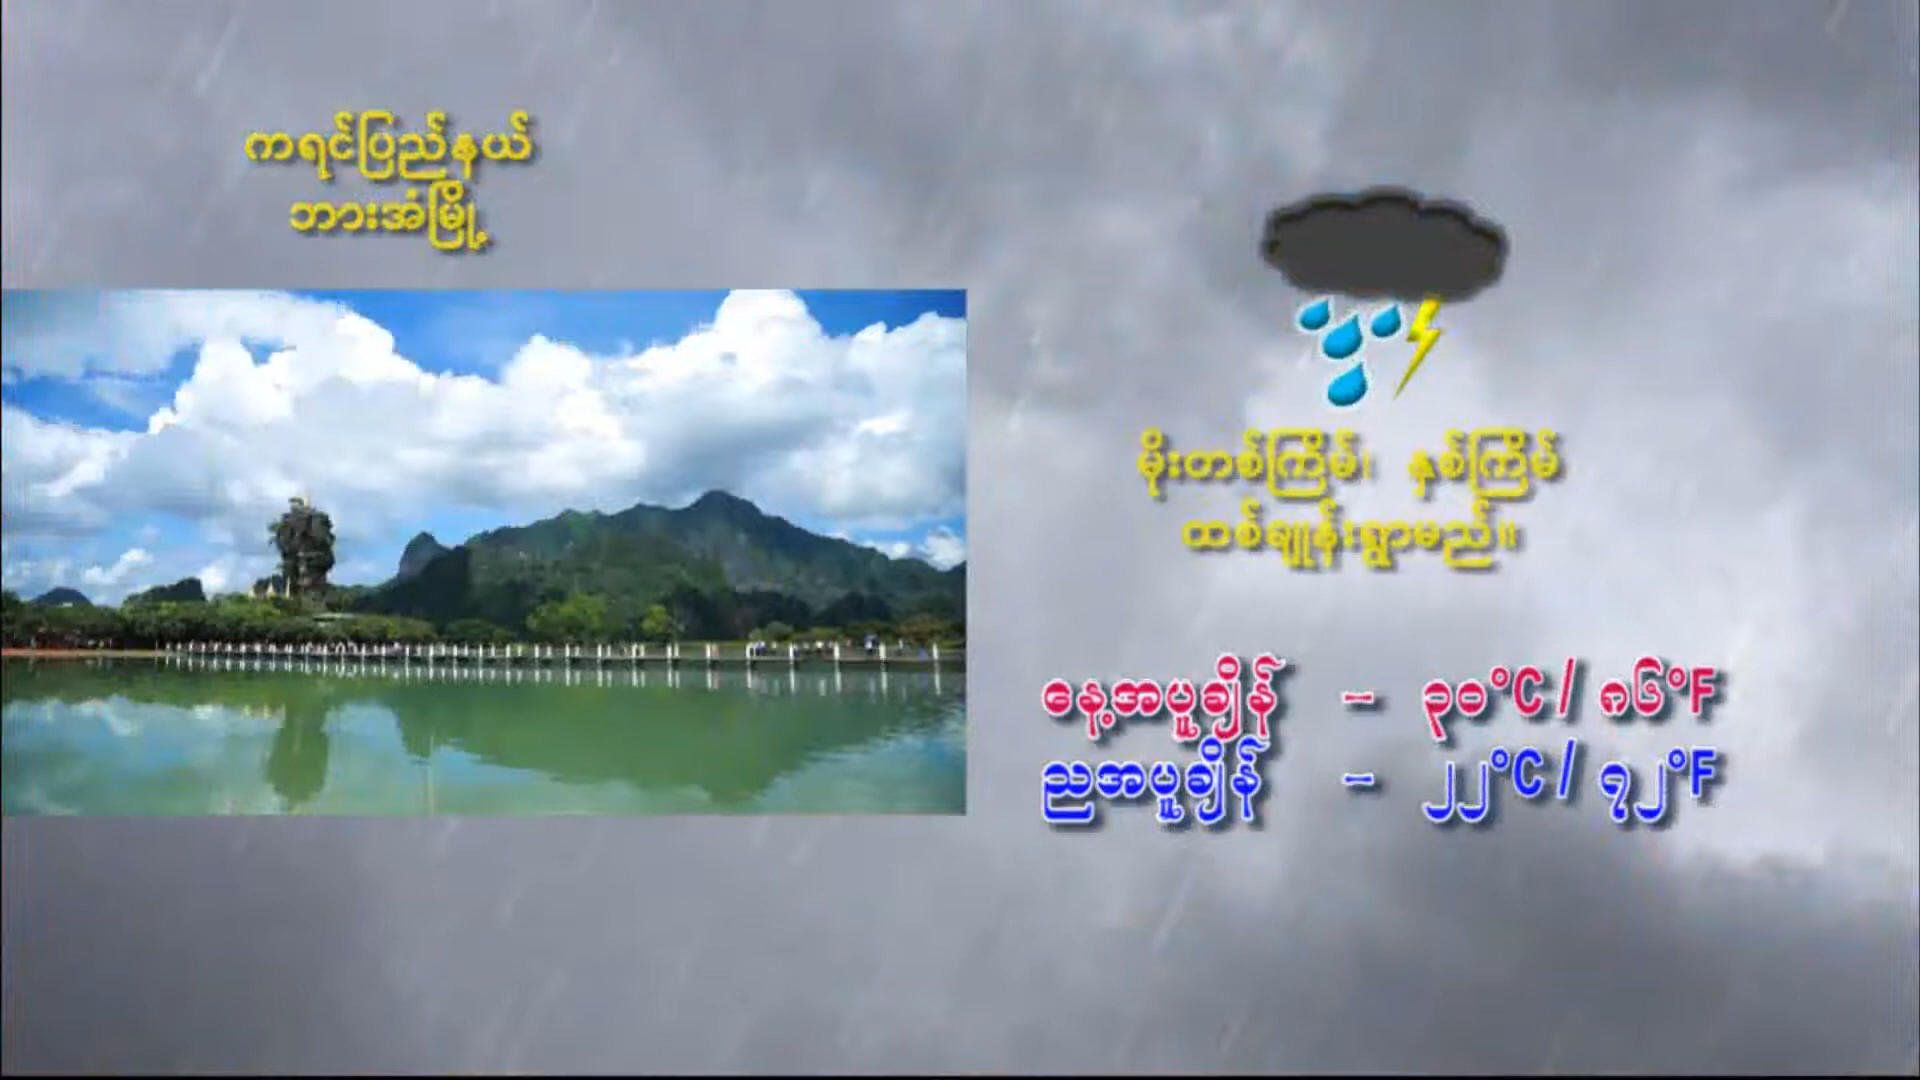 ကရင်ပြည်နယ်
ဘားအံမြို့
မိုးတစ်ကြိမ်၊ နှစ်ကြိမ်
ထစ်ချုန်းရွာမည်။
နေ့အပူချိန် - ၃၀°C / ၈၆°F
ညအပူချိန် - ၂၂°C / ၇၂°F